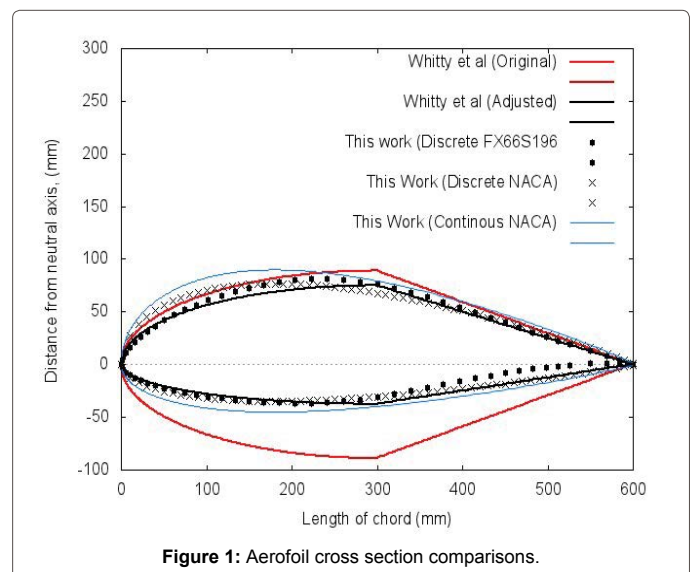 300
250
200
150
100
50
0
-50
-100
Distance from neutral axis, (mm)
Whitty et al (Original)
Whitty et al (Adjusted)
This work (Discrete FX66S196
This Work (Discrete NACA)
This Work (Continous NACA)
0 100 200 300 400 500 600
Length of chord (mm)
Figure 1: Aerofoil cross section comparisons.